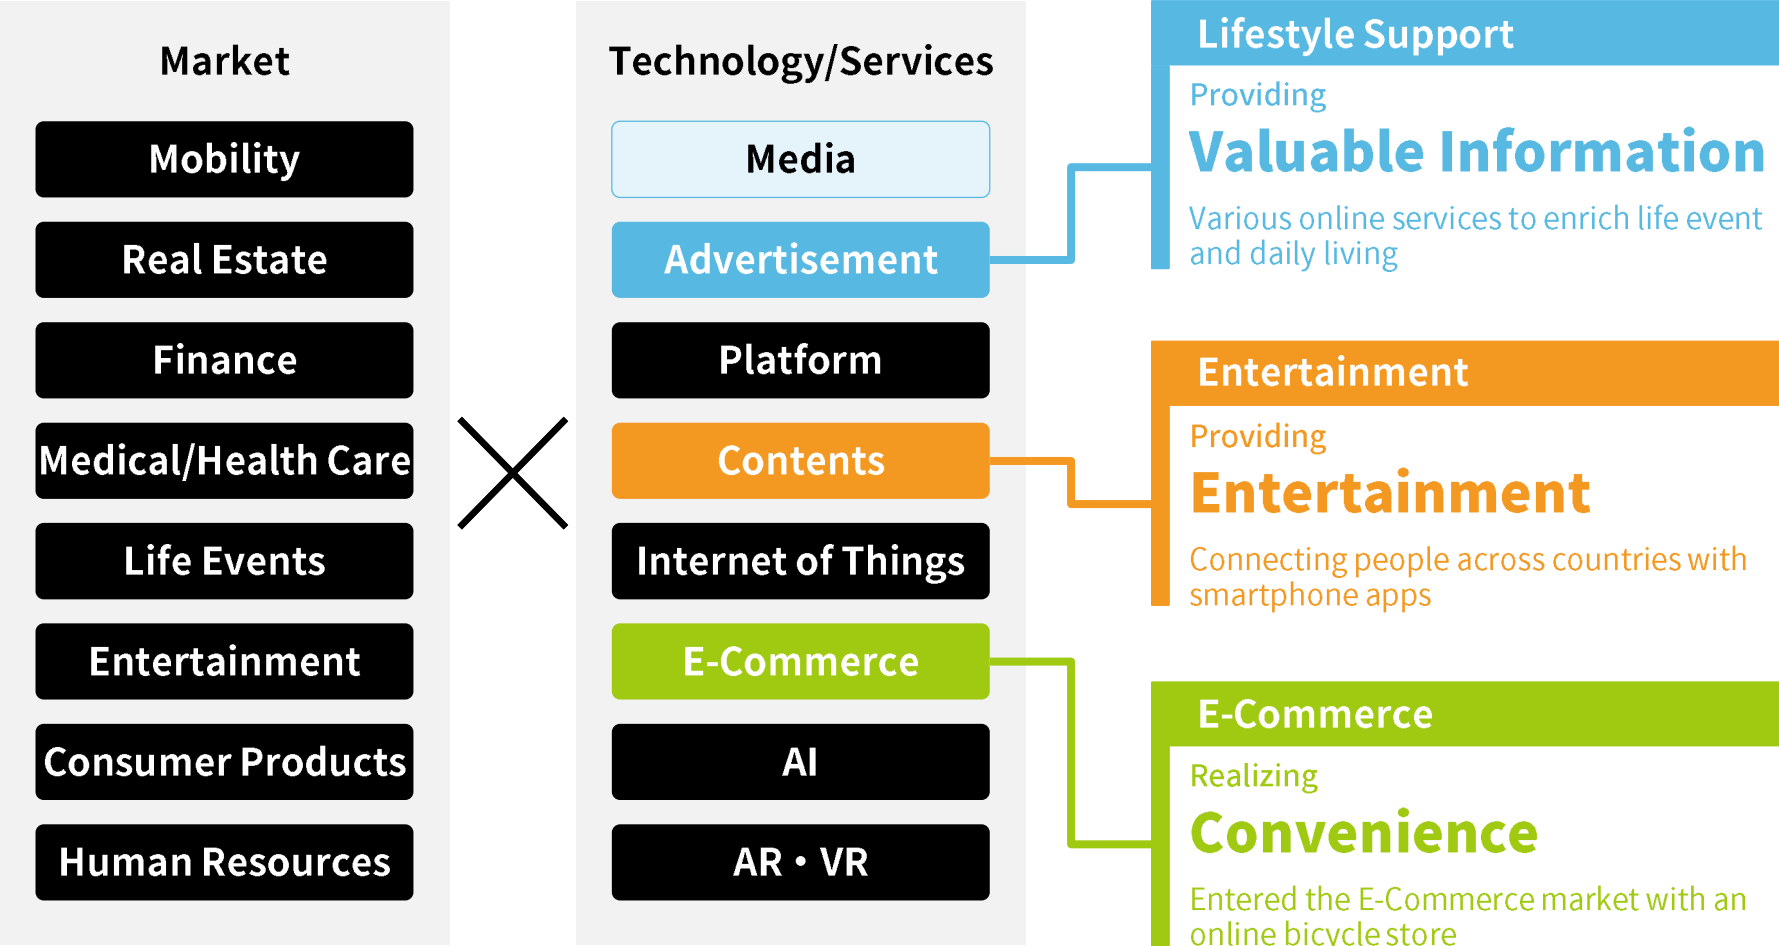 Market
Mobility
Real Estate
Finance
Medical/Health Care
Life Events
Entertainment
Consumer Products
Human Resources
Technology/Services
Media
Advertisement
Platform
Contents
Internet of Things
E-Commerce
AI
AR・VR
Lifestyle Support
Providing
Valuable Information
Various online services to enrich life event
and daily living
Entertainment
Providing
Entertainment
Connecting people across countries with
smartphone apps
E-Commerce
Realizing
Convenience
Entered the E-Commerce market with an
online bicycle store